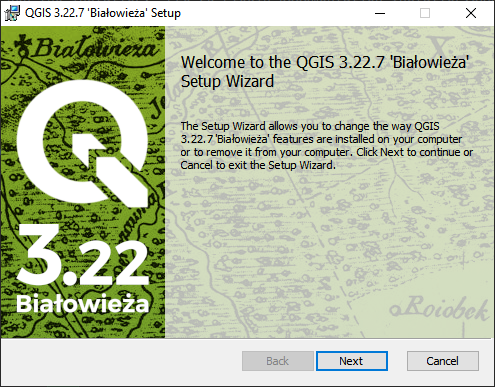 QGIS 3.22.7 'Białowieża' Setup
Białowieża
Welcome to the QGIS 3.22.7 'Białowieża'
Setup Wizard
The Setup Wizard allows you to change the way QGIS
3.22.7 'Białowieża' features are installed on your computer
or to remove it from your computer. Click Next to continue or
Cancel to exit the Setup Wizard.
3.22
Białowieża
Roiobek
Back
Next
Cancel